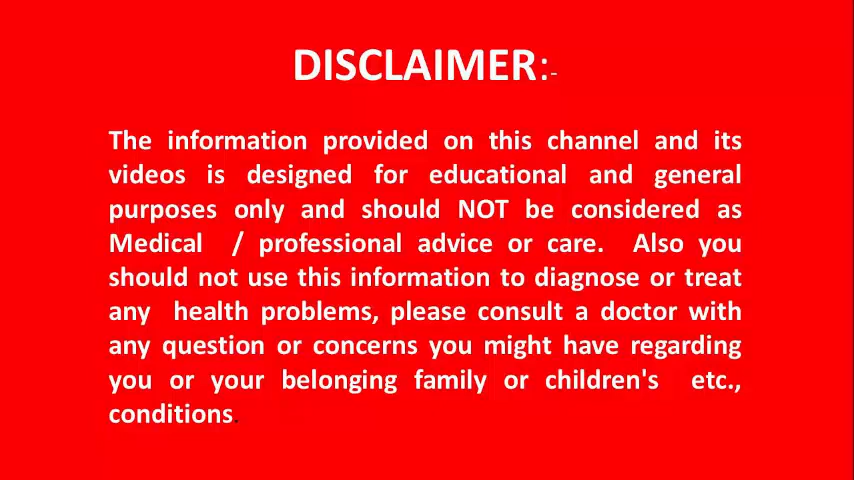 DISCLAIMER:-
The information provided on this channel and its
videos is designed for educational and general
purposes only and should NOT be considered as
Medical / professional advice or care. Also you
should not use this information to diagnose or treat
any health problems, please consult a doctor with
any question or concerns you might have regarding
you or your belonging family or children's etc.,
conditions.